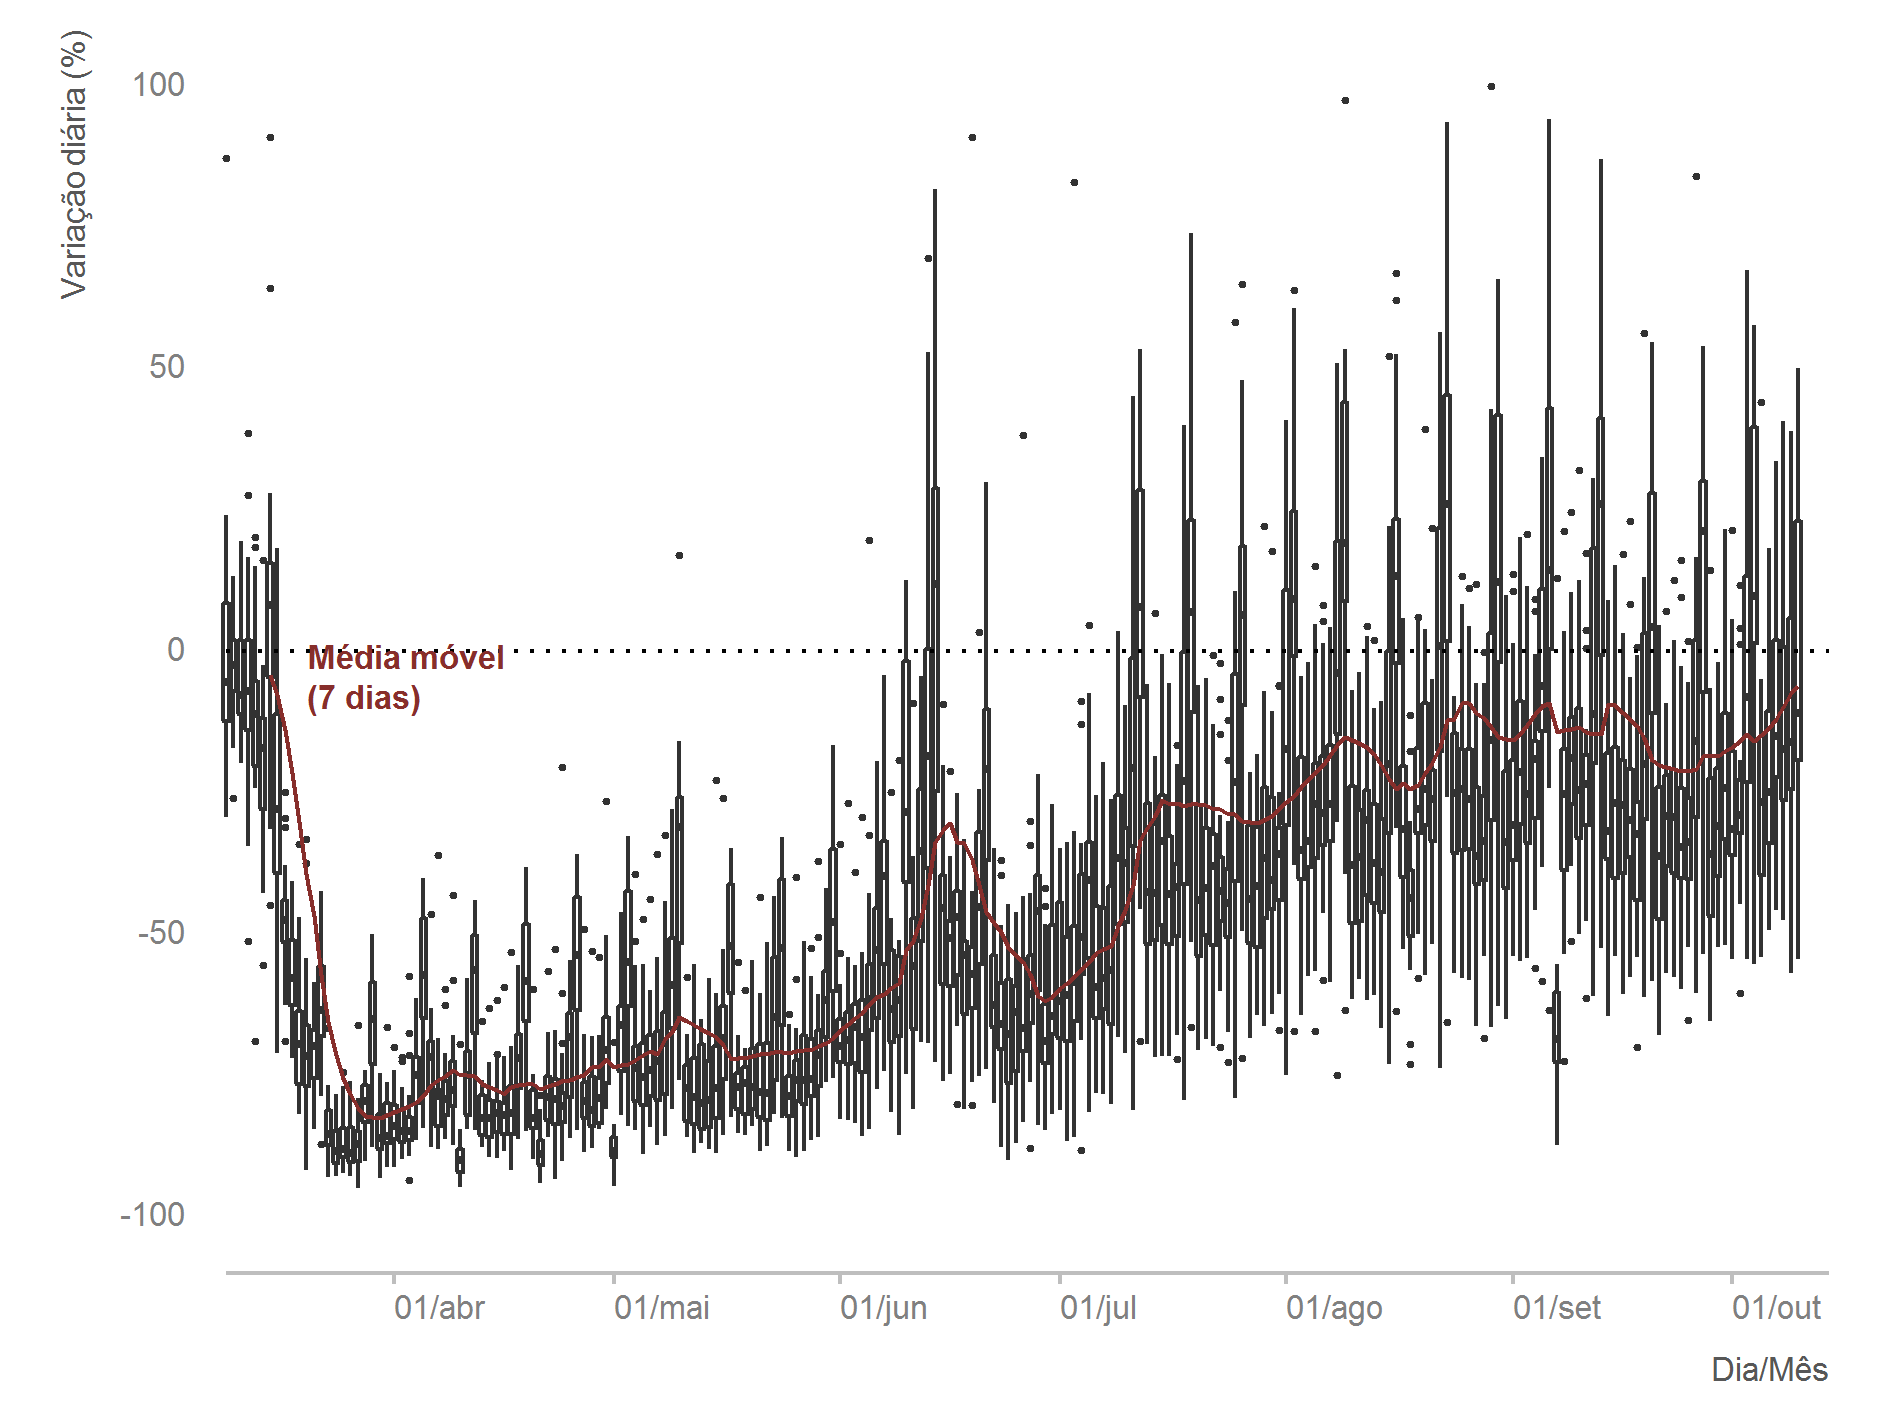 Variação diária (%)
100
50
0
-50
-100
Média móvel
(7 dias)
01/abr
01/mai
01/jun
01/jul
01/ago
01/set
01/out
Dia/Mês